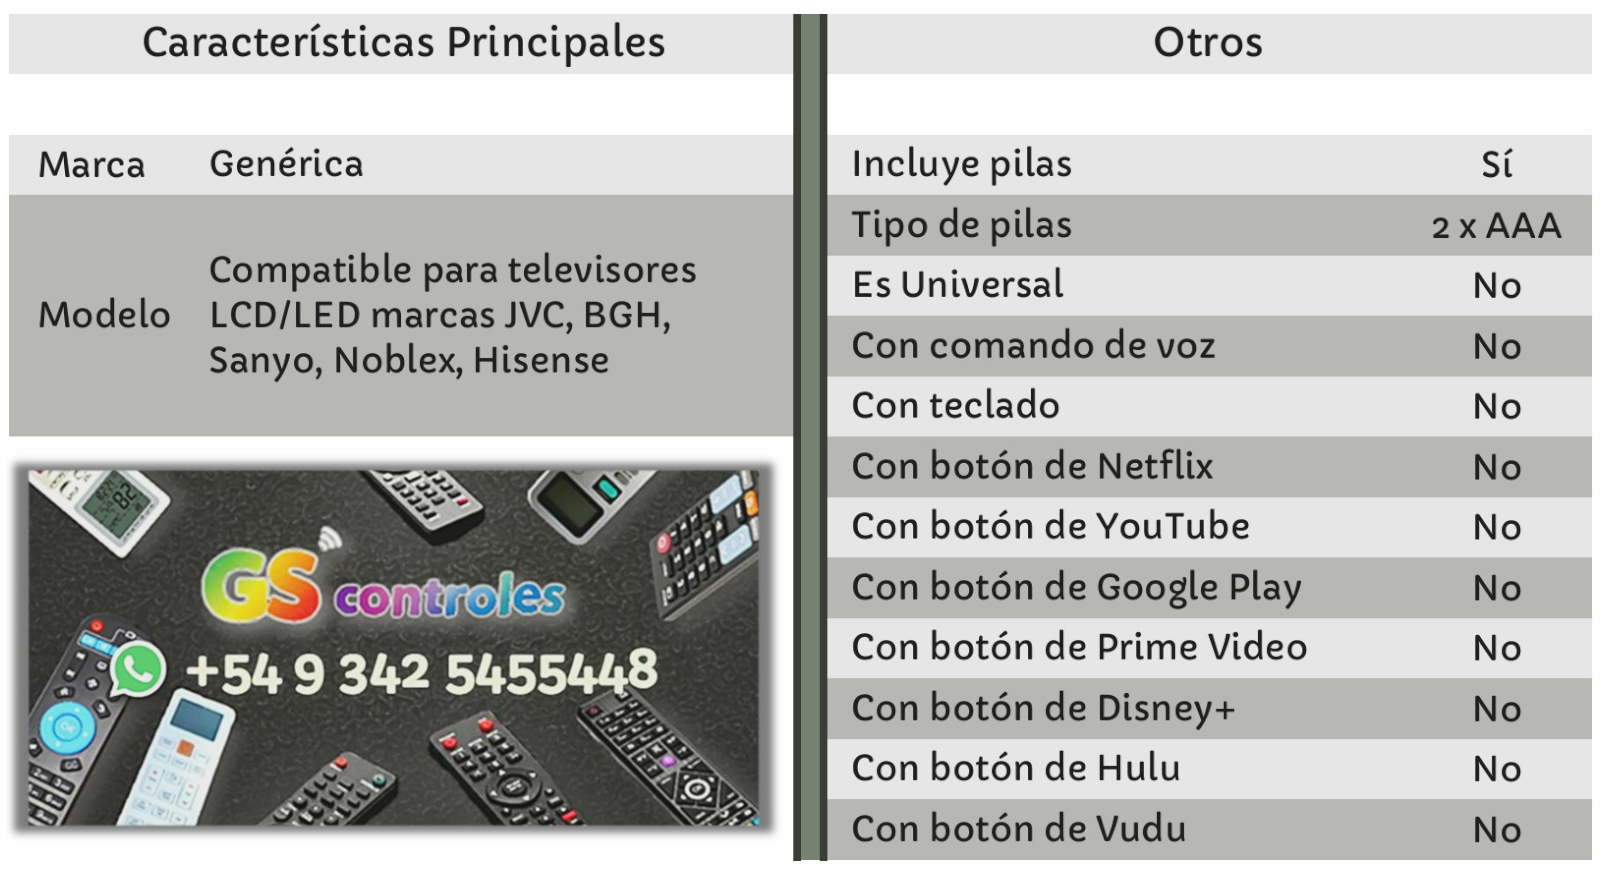 Características Principales
Marca Genérica
Modelo
Compatible para televisores
LCD/LED marcas JVC, BGH,
Sanyo, Noblex, Hisense
GS controles
+54 9 342 5455448
Otros
Incluye pilas Sí
Tipo de pilas 2 x AAA
Es Universal No
Con comando de voz No
Con teclado No
Con botón de Netflix No
Con botón de YouTube No
Con botón de Google Play No
Con botón de Prime Video No
Con botón de Disney+ No
Con botón de Hulu No
Con botón de Vudu No